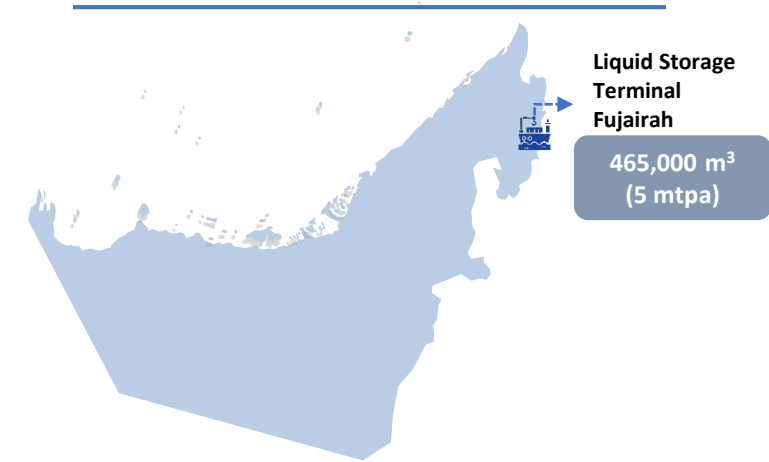 Liquid Storage
Terminal
Fujairah
465,000 m³
(5 mtpa)